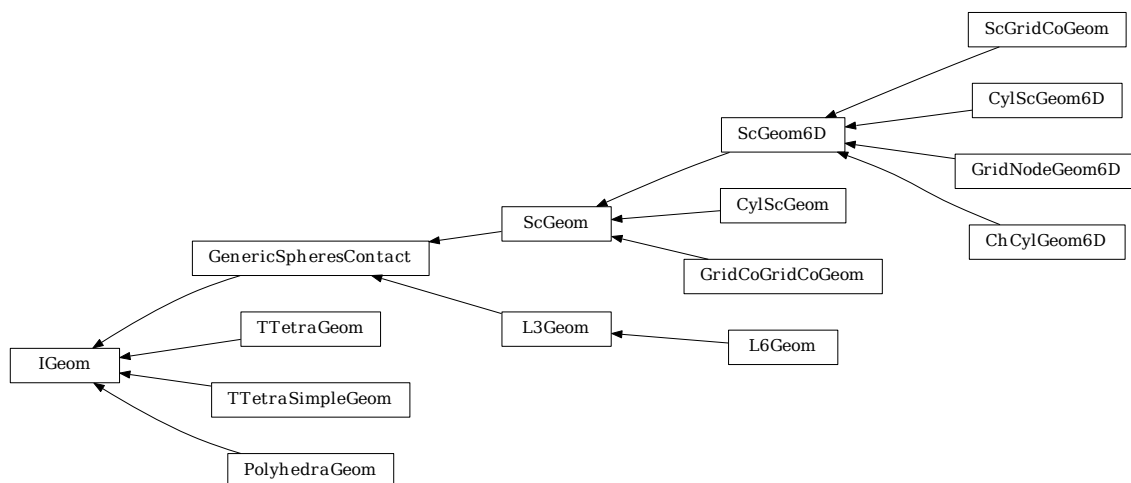 ScGridCoGeom
CylScGeom6D
ScGeom6D
GridNodeGeom6D
CylScGeom
ScGeom
ChCylGeom6D
GenericSpheresContact
GridCoGridCoGeom
TTetraGeom
L3Geom
L6Geom
IGeom
TTetraSimpleGeom
PolyhedraGeom